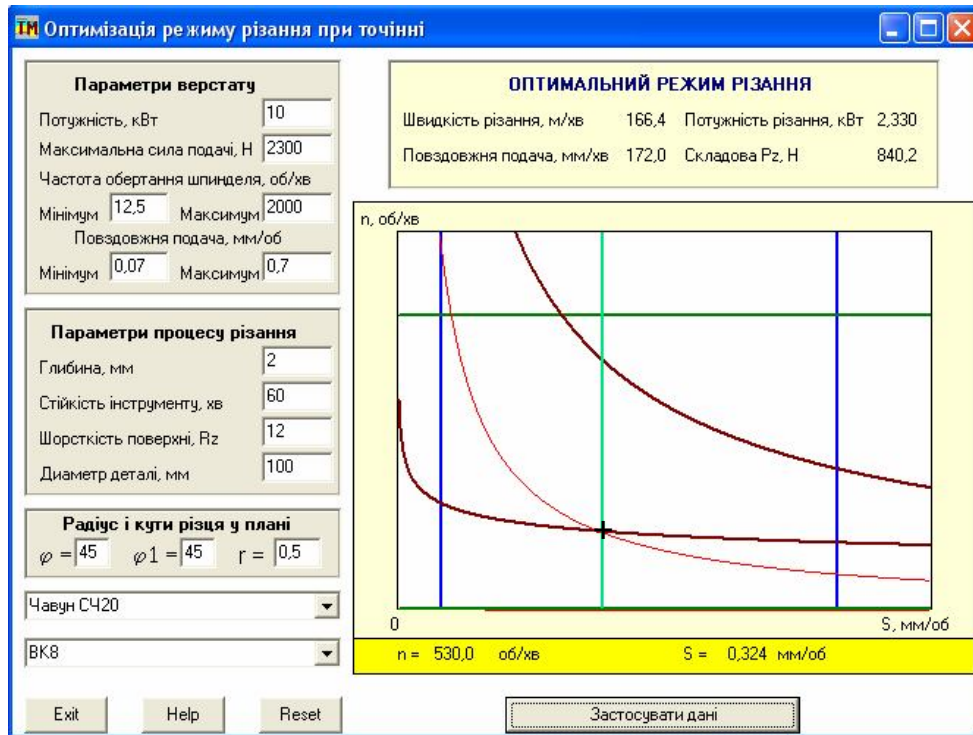 ТМ Оптимізація режиму різання при точінні
Параметри верстату
Потужність, кВт 10
Максимальна сила подачі, Н 2300
Частота обертання шпинделя, об/хв
Мінімум 12,5 Максимум 2000
Повздовжня подача, мм/об
Мінімум 0,07 Максимум 0,7
Параметри процесу різання
Глибина, мм 2
Стійкість інструменту, хв 60
Шорсткість поверхні, Rz 12
Диаметр деталі, мм 100
Радіус і кути різця у плані
φ = 45 φ1 = 45 r = 0,5
Чавун СЧ20
ВК8
Exit Help Reset
ОПТИМАЛЬНИЙ РЕЖИМ РІЗАННЯ
Швидкість різання, м/хв 166,4 Потужність різання, кВт 2,330
Повздовжня подача, мм/хв 172,0 Складова Pz, Н 840,2
n, об/хв
0 S, мм/об
n = 530,0 об/хв S = 0,324 мм/об
Застосувати дані